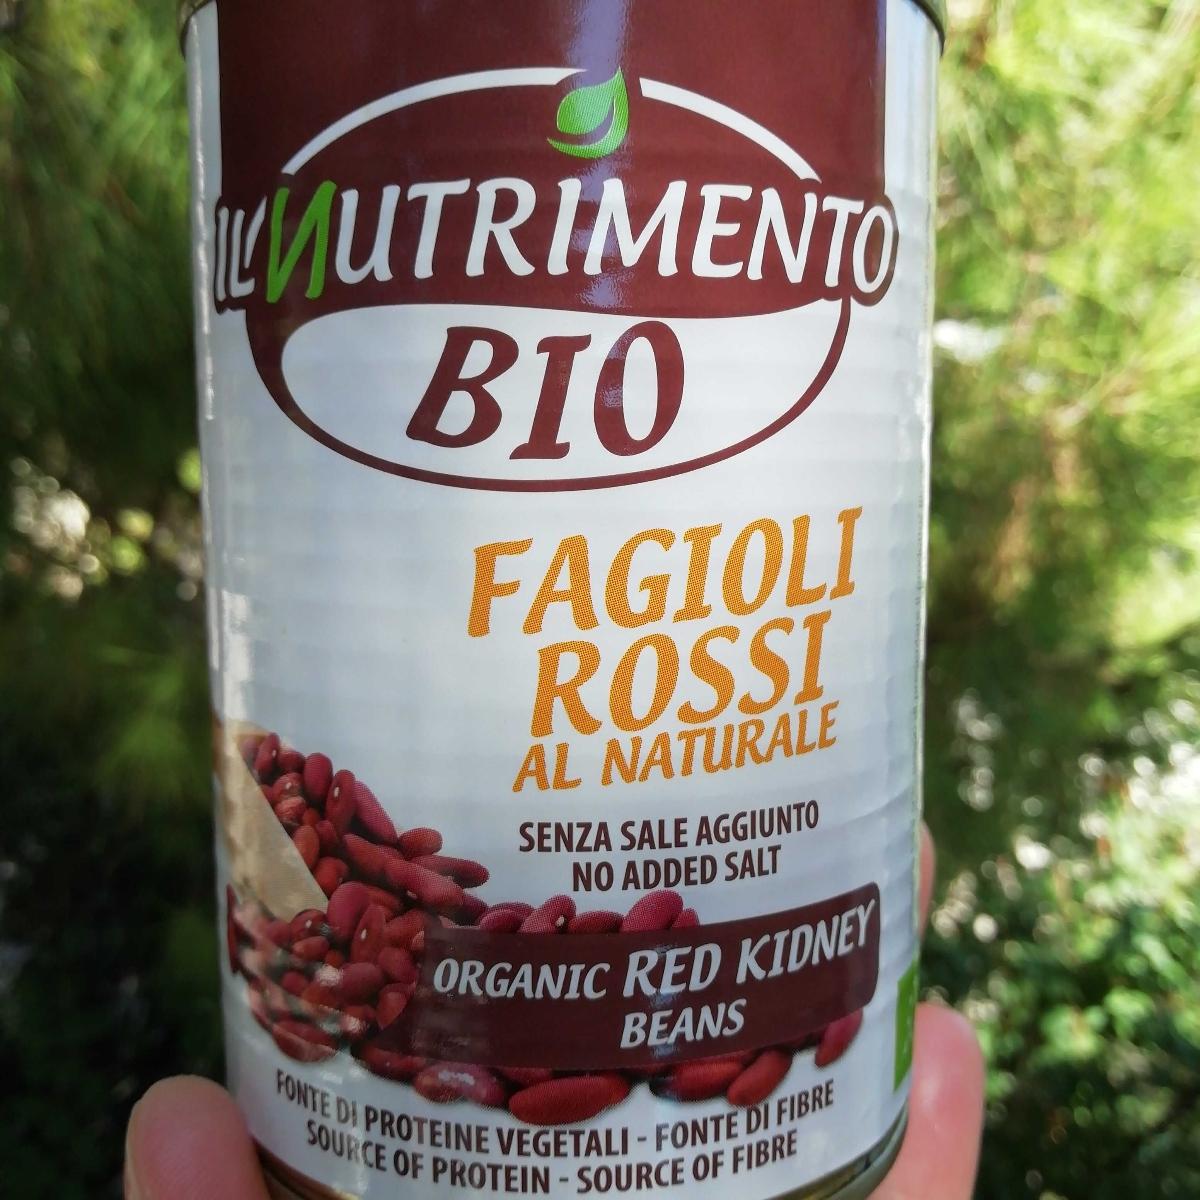 IL NUTRIMENTO
BIO
FAGIOLI
ROSSI
AL NATURALE
SENZA SALE AGGIUNTO
NO ADDED SALT
ORGANIC RED KIDNEY
BEANS
FONTE DI PROTEINE VEGETALI - FONTE DI FIBRE
SOURCE OF PROTEIN - SOURCE OF FIBRE